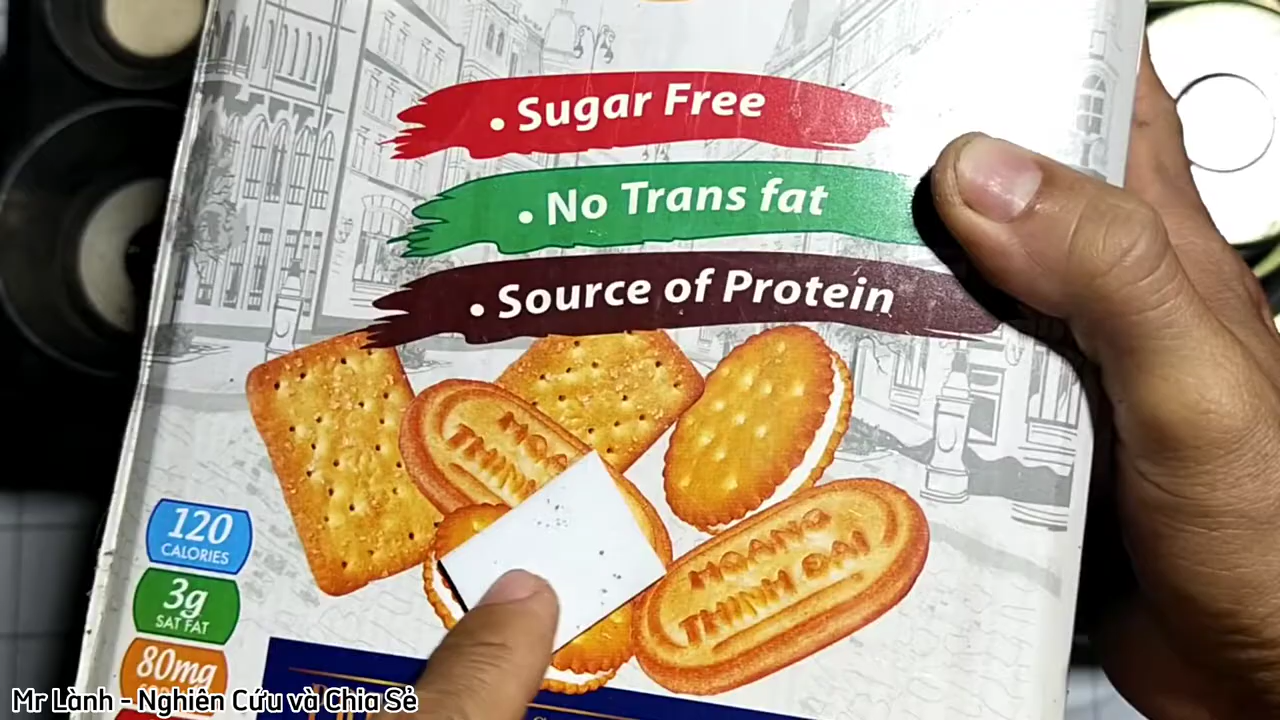 • Sugar Free
• No Trans fat
• Source of Protein
HOANG
THINH ĐẠI
120
CALORIES
3g
SAT FAT
80mg
Mr Lành - Nghiên Cứu và Chia Sẻ